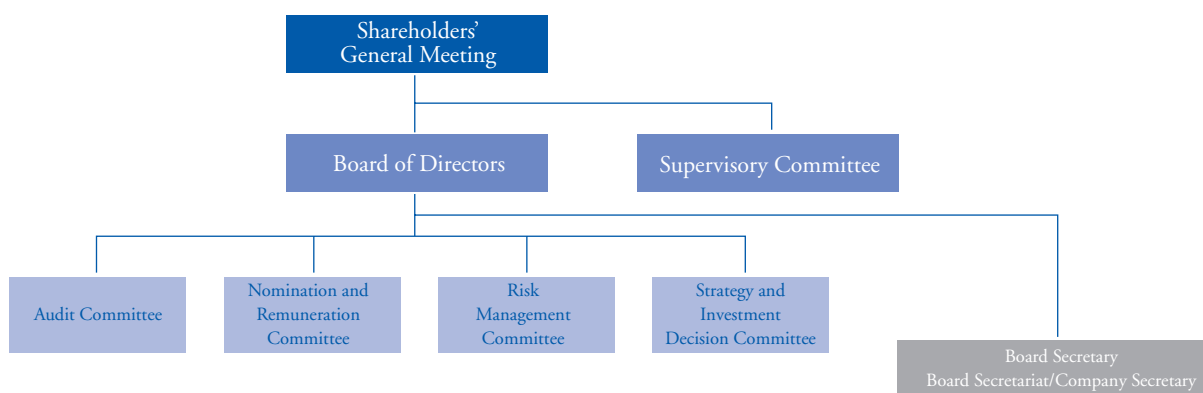 Shareholders'
General Meeting
Board of Directors
Supervisory Committee
Audit Committee
Nomination and
Remuneration
Committee
Risk
Management
Committee
Strategy and
Investment
Decision Committee
Board Secretary
Board Secretariat/Company Secretary